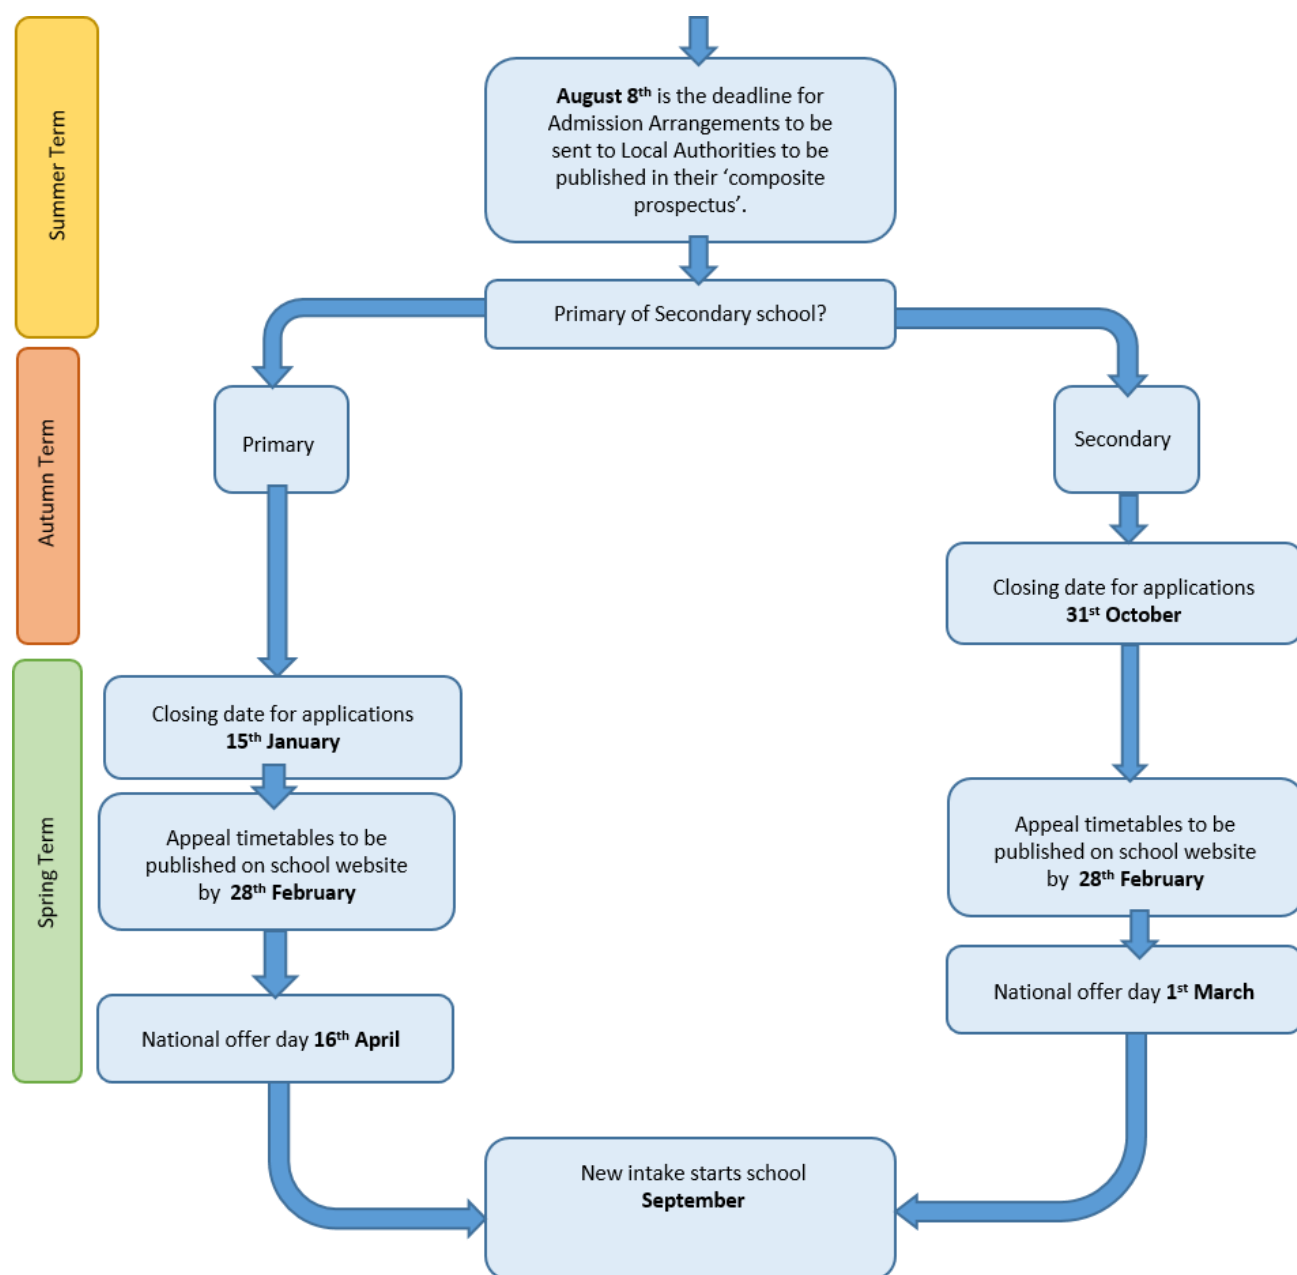 Summer Term
August 8th is the deadline for
Admission Arrangements to be
sent to Local Authorities to be
published in their ‘composite
prospectus’.
Primary of Secondary school?
Autumn Term
Primary
Secondary
Closing date for applications
31st October
Spring Term
Closing date for applications
15th January
Appeal timetables to be
published on school website
by 28th February
National offer day 16th April
Appeal timetables to be
published on school website
by 28th February
National offer day 1st March
New intake starts school
September